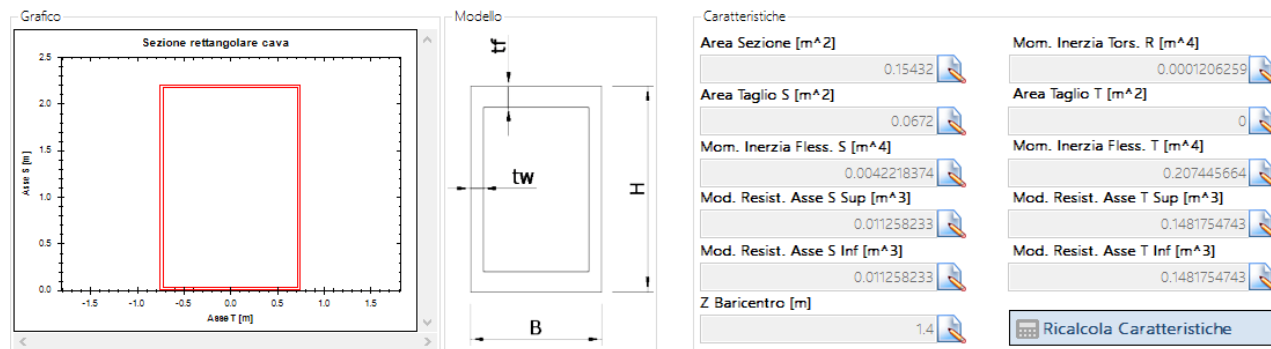 Grafico
Sezione rettangolare cava
2.5
2.0
1.5
1.0
0.5
0.0
Asse S [m]
-1.5 -1.0 -0.5 0.0 0.5 1.0 1.5
Asse T [m]
Modello
tf
tw
H
B
Caratteristiche
Area Sezione [m^2]
0.15432
Mom. Inerzia Tors. R [m^4]
0.0001206259
Area Taglio S [m^2]
0.0672
Area Taglio T [m^2]
0
Mom. Inerzia Fless. S [m^4]
0.0042218374
Mom. Inerzia Fless. T [m^4]
0.207445664
Mod. Resist. Asse S Sup [m^3]
0.011258233
Mod. Resist. Asse T Sup [m^3]
0.1481754743
Mod. Resist. Asse S Inf [m^3]
0.011258233
Mod. Resist. Asse T Inf [m^3]
0.1481754743
Z Baricentro [m]
1.4
Ricalcola Caratteristiche